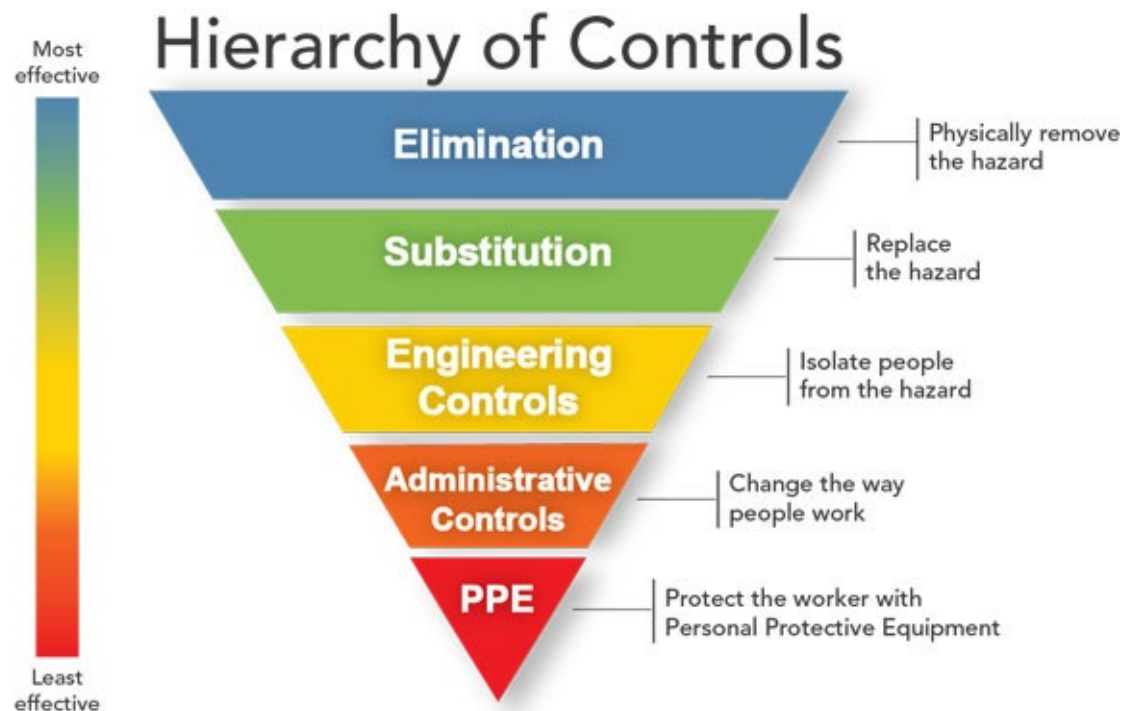 Hierarchy of Controls
Most
effective
Elimination
Physically remove
the hazard
Substitution
Replace
the hazard
Engineering
Controls
Isolate people
from the hazard
Administrative
Controls
Change the way
people work
PPE
Protect the worker with
Personal Protective Equipment
Least
effective